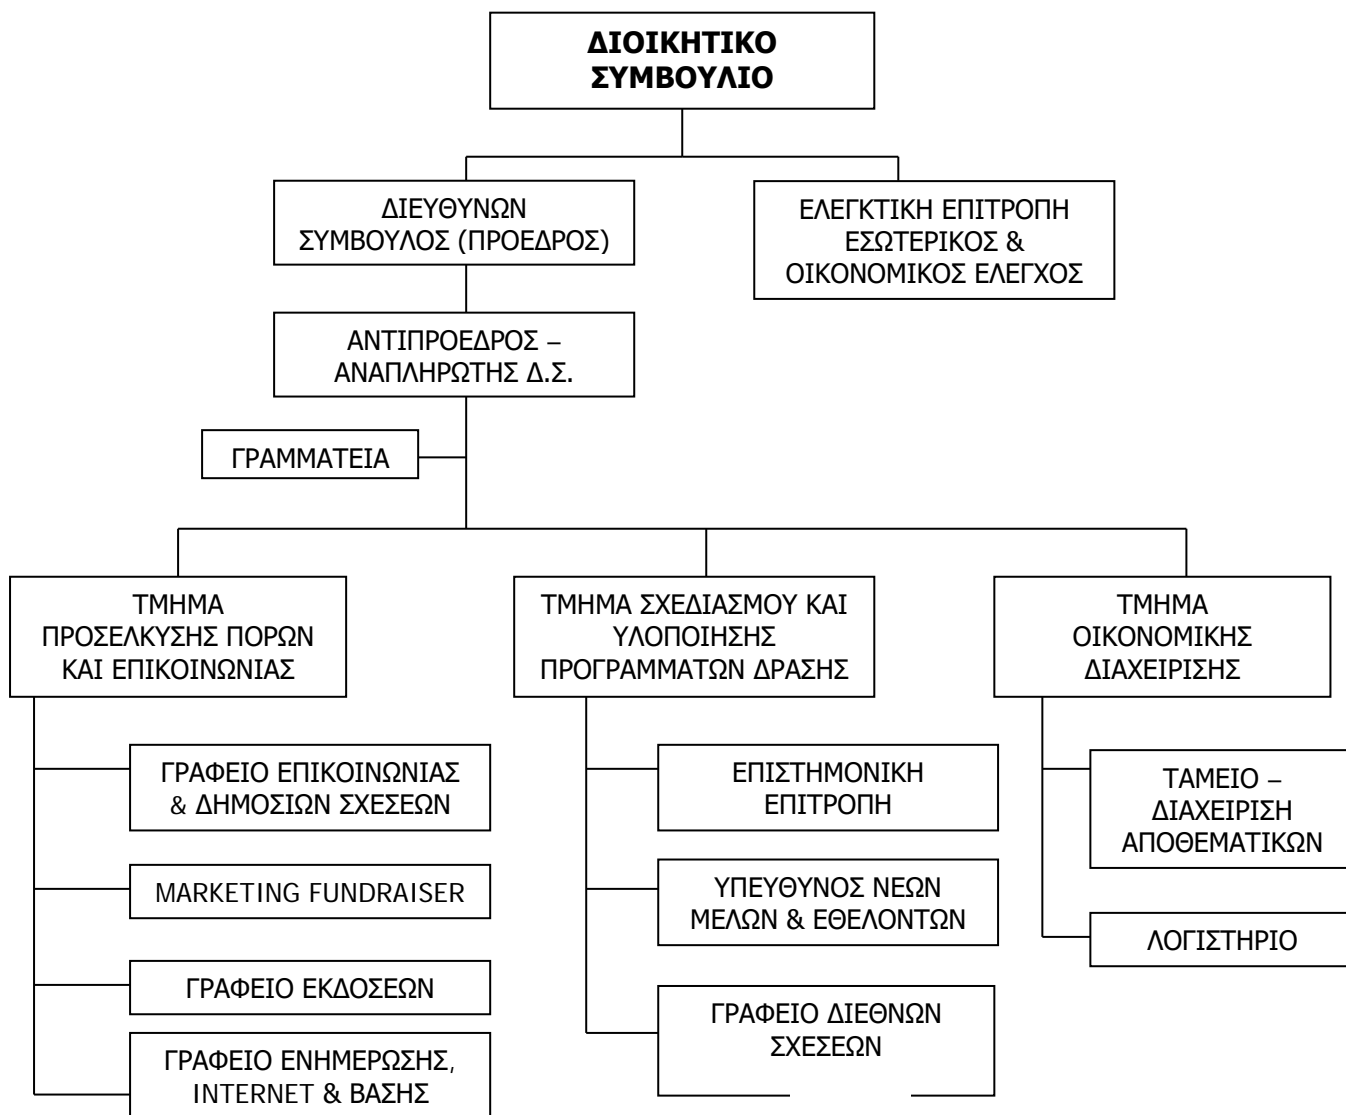 ΔΙΟΙΚΗΤΙΚΟ
ΣΥΜΒΟΥΛΙΟ
ΔΙΕΥΘΥΝΩΝ
ΣΥΜΒΟΥΛΟΣ (ΠΡΟΕΔΡΟΣ)
ΕΛΕΓΚΤΙΚΗ ΕΠΙΤΡΟΠΗ
ΕΣΩΤΕΡΙΚΟΣ &
ΟΙΚΟΝΟΜΙΚΟΣ ΕΛΕΓΧΟΣ
ΑΝΤΙΠΡΟΕΔΡΟΣ –
ΑΝΑΠΛΗΡΩΤΗΣ Δ.Σ.
ΓΡΑΜΜΑΤΕΙΑ
ΤΜΗΜΑ
ΠΡΟΣΕΛΚΥΣΗΣ ΠΟΡΩΝ
ΚΑΙ ΕΠΙΚΟΙΝΩΝΙΑΣ
ΤΜΗΜΑ ΣΧΕΔΙΑΣΜΟΥ ΚΑΙ
ΥΛΟΠΟΙΗΣΗΣ
ΠΡΟΓΡΑΜΜΑΤΩΝ ΔΡΑΣΗΣ
ΤΜΗΜΑ
ΟΙΚΟΝΟΜΙΚΗΣ
ΔΙΑΧΕΙΡΙΣΗΣ
ΓΡΑΦΕΙΟ ΕΠΙΚΟΙΝΩΝΙΑΣ
& ΔΗΜΟΣΙΩΝ ΣΧΕΣΕΩΝ
MARKETING FUNDRAISER
ΓΡΑΦΕΙΟ ΕΚΔΟΣΕΩΝ
ΓΡΑΦΕΙΟ ΕΝΗΜΕΡΩΣΗΣ,
INTERNET & ΒΑΣΗΣ
ΕΠΙΣΤΗΜΟΝΙΚΗ
ΕΠΙΤΡΟΠΗ
ΥΠΕΥΘΥΝΟΣ ΝΕΩΝ
ΜΕΛΩΝ & ΕΘΕΛΟΝΤΩΝ
ΓΡΑΦΕΙΟ ΔΙΕΘΝΩΝ
ΣΧΕΣΕΩΝ
ΤΑΜΕΙΟ –
ΔΙΑΧΕΙΡΙΣΗ
ΑΠΟΘΕΜΑΤΙΚΩΝ
ΛΟΓΙΣΤΗΡΙΟ